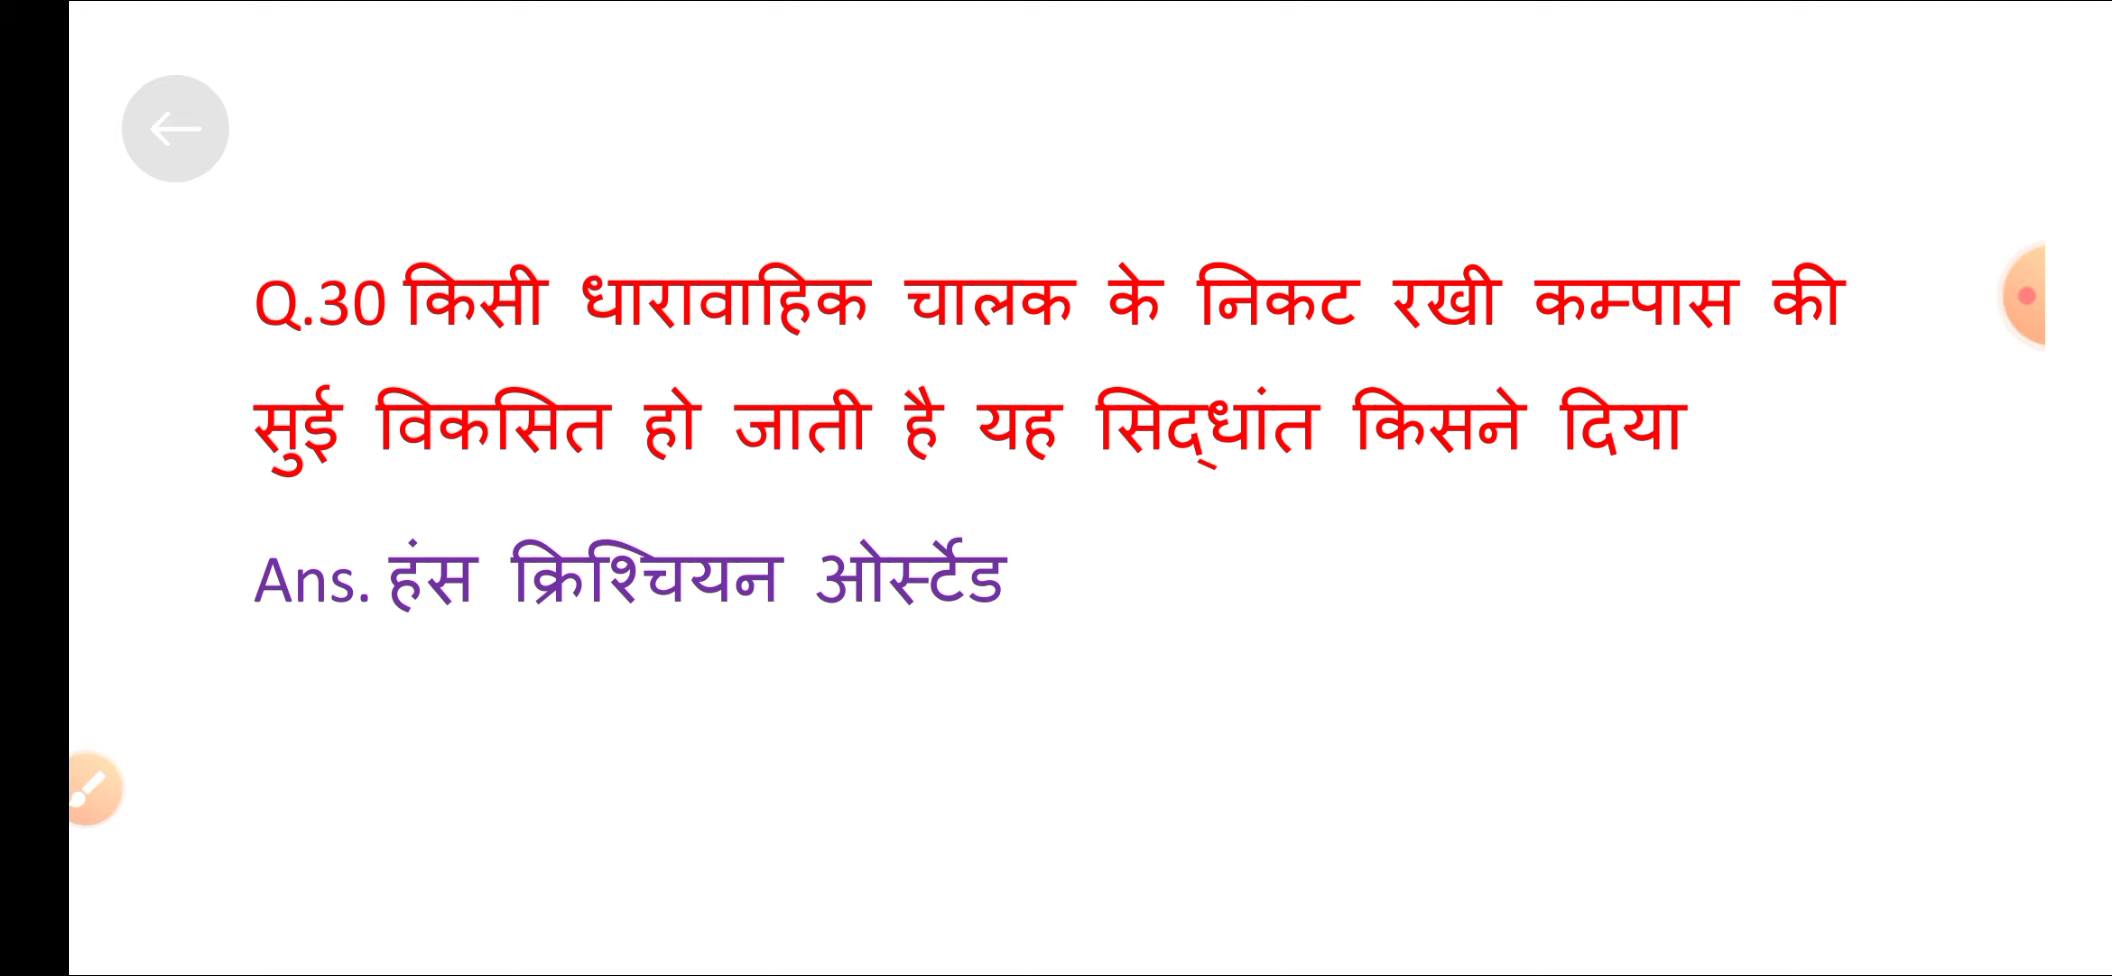 Q.30 किसी धारावाहिक चालक के निकट रखी कम्पास की
सुई विकसित हो जाती है यह सिद्धांत किसने दिया
Ans. हंस क्रिश्चियन ओर्स्टेड